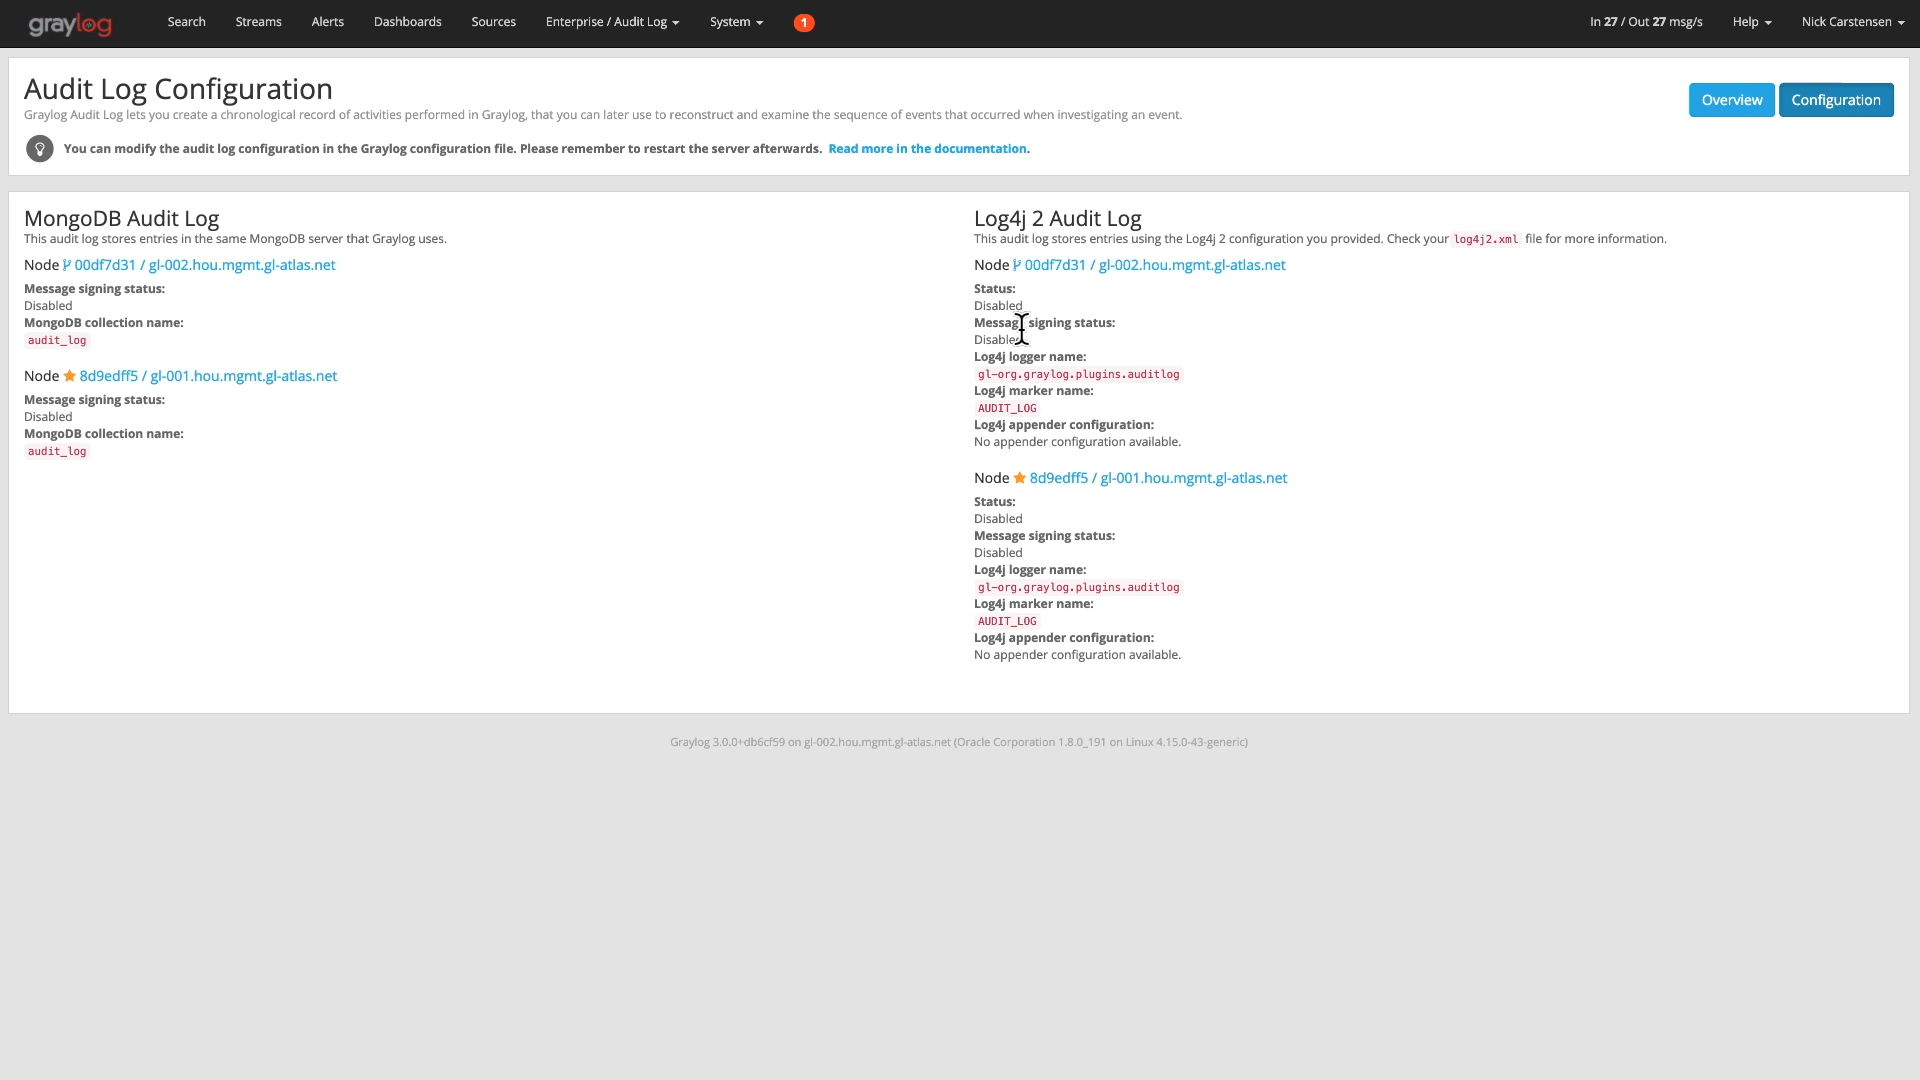 graylog
Search Streams Alerts Dashboards Sources Enterprise / Audit Log System 1 In 27 / Out 27 msg/s Help Nick Carstensen
Audit Log Configuration
Graylog Audit Log lets you create a chronological record of activities performed in Graylog, that you can later use to reconstruct and examine the sequence of events that occurred when investigating an event.
Overview Configuration
You can modify the audit log configuration in the Graylog configuration file. Please remember to restart the server afterwards. Read more in the documentation.
MongoDB Audit Log
This audit log stores entries in the same MongoDB server that Graylog uses.
Node 00df7d31 / gl-002.hou.mgmt.gl-atlas.net
Message signing status:
Disabled
MongoDB collection name:
audit_log
Node 8d9edff5 / gl-001.hou.mgmt.gl-atlas.net
Message signing status:
Disabled
MongoDB collection name:
audit_log
Log4j 2 Audit Log
This audit log stores entries using the Log4j 2 configuration you provided. Check your log4j2.xml file for more information.
Node 00df7d31 / gl-002.hou.mgmt.gl-atlas.net
Status:
Disabled
Message signing status:
Disabled
Log4j logger name:
gl-org.graylog.plugins.auditlog
Log4j marker name:
AUDIT_LOG
Log4j appender configuration:
No appender configuration available.
Node 8d9edff5 / gl-001.hou.mgmt.gl-atlas.net
Status:
Disabled
Message signing status:
Disabled
Log4j logger name:
gl-org.graylog.plugins.auditlog
Log4j marker name:
AUDIT_LOG
Log4j appender configuration:
No appender configuration available.
Graylog 3.0.0+db6cf59 on gl-002.hou.mgmt.gl-atlas.net (Oracle Corporation 1.8.0_191 on Linux 4.15.0-43-generic)